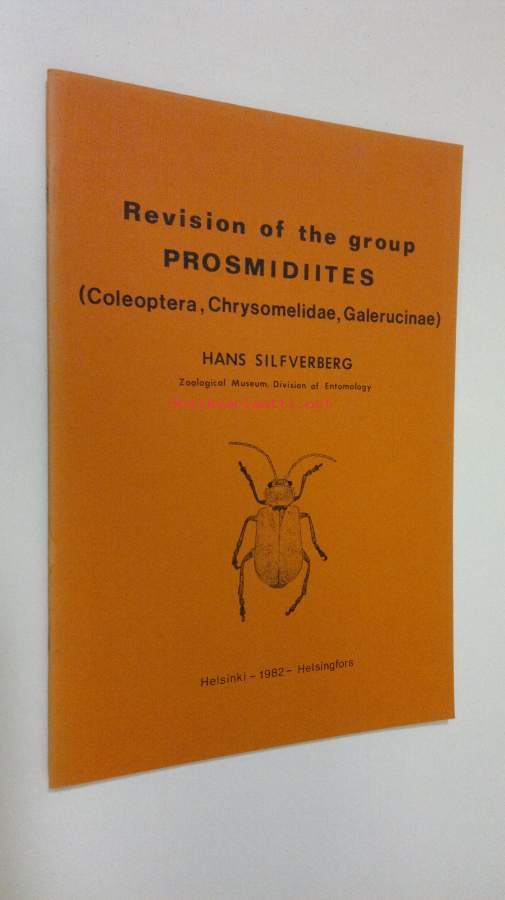 Revision of the group
PROSMIDIITES
(Coleoptera, Chrysomelidae, Galerucinae)
HANS SILFVERBERG
Zoological Museum, Division of Entomology
Helsinki – 1982 – Helsingfors